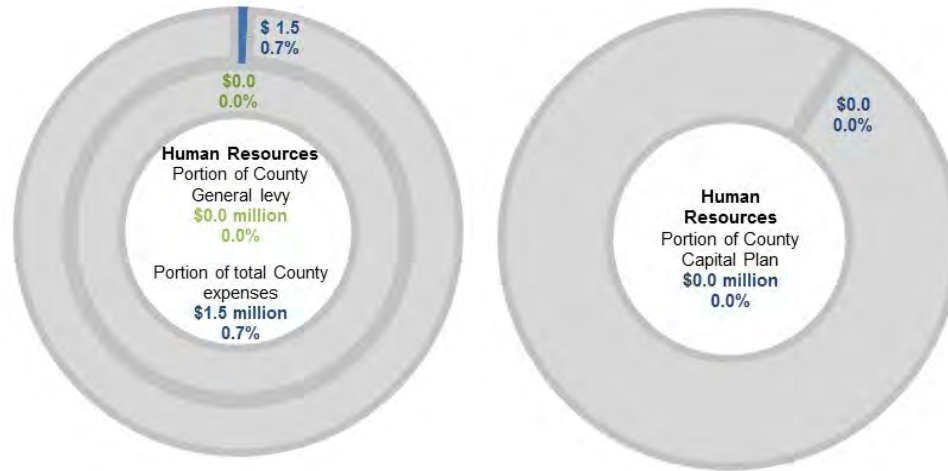 $ 1.5
0.7%
$0.0
0.0%
Human Resources
Portion of County
General levy
$0.0 million
0.0%
Portion of total County
expenses
$1.5 million
0.7%
$0.0
0.0%
Human
Resources
Portion of County
Capital Plan
$0.0 million
0.0%